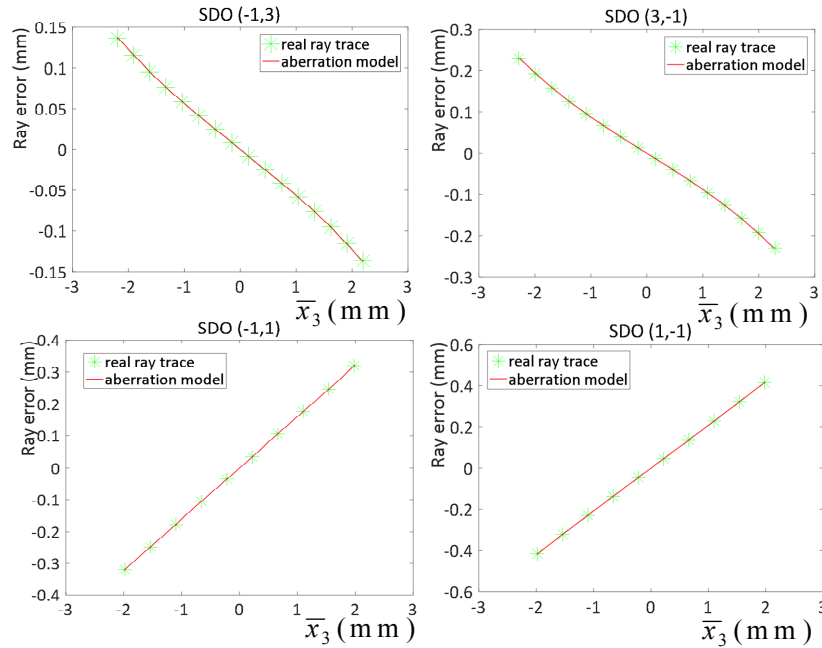 SDO (-1,3)
Ray error (mm)
0.15
0.1
0.05
0
-0.05
-0.1
-0.15
real ray trace
aberration model
-3 -2 -1 0 1 2 3
x̄₃ (mm)
SDO (3,-1)
Ray error (mm)
0.3
0.2
0.1
0
-0.1
-0.2
-0.3
real ray trace
aberration model
-3 -2 -1 0 1 2 3
x̄₃ (mm)
SDO (-1,1)
Ray error (mm)
0.4
0.3
0.2
0.1
0
-0.1
-0.2
-0.3
-0.4
real ray trace
aberration model
-3 -2 -1 0 1 2 3
x̄₃ (mm)
SDO (1,-1)
Ray error (mm)
0.6
0.4
0.2
0
-0.2
-0.4
-0.6
real ray trace
aberration model
-3 -2 -1 0 1 2 3
x̄₃ (mm)